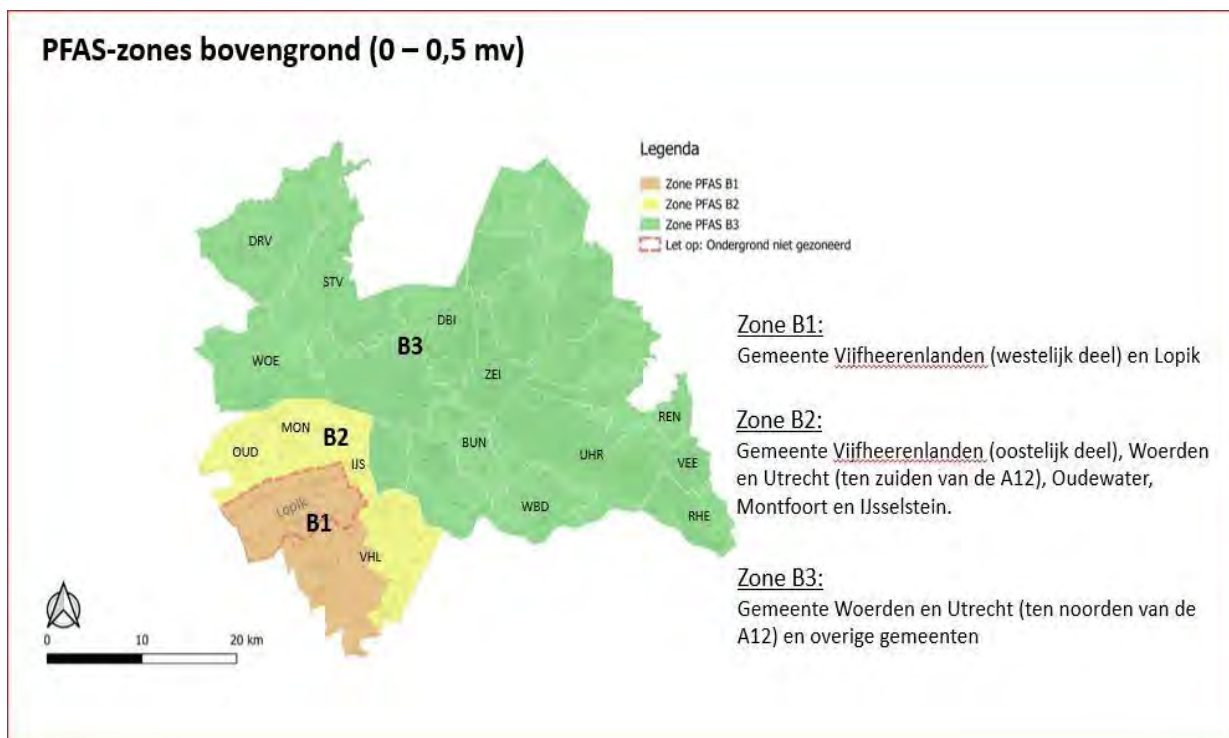 PFAS-zones bovengrond (0 – 0,5 mv)
Legenda
Zone PFAS B1
Zone PFAS B2
Zone PFAS B3
Let op: Ondergrond niet gezoneerd
DRV
STV
DBI
B3
WOE
ZEI
REN
MON
B2
OUD
IJS
BUN
UHR
VEE
Lopik
B1
WBD
RHE
VHL
0 10 20 km
Zone B1:
Gemeente Vijfheerenlanden (westelijk deel) en Lopik
Zone B2:
Gemeente Vijfheerenlanden (oostelijk deel), Woerden
en Utrecht (ten zuiden van de A12), Oudewater,
Montfoort en IJsselstein.
Zone B3:
Gemeente Woerden en Utrecht (ten noorden van de
A12) en overige gemeenten